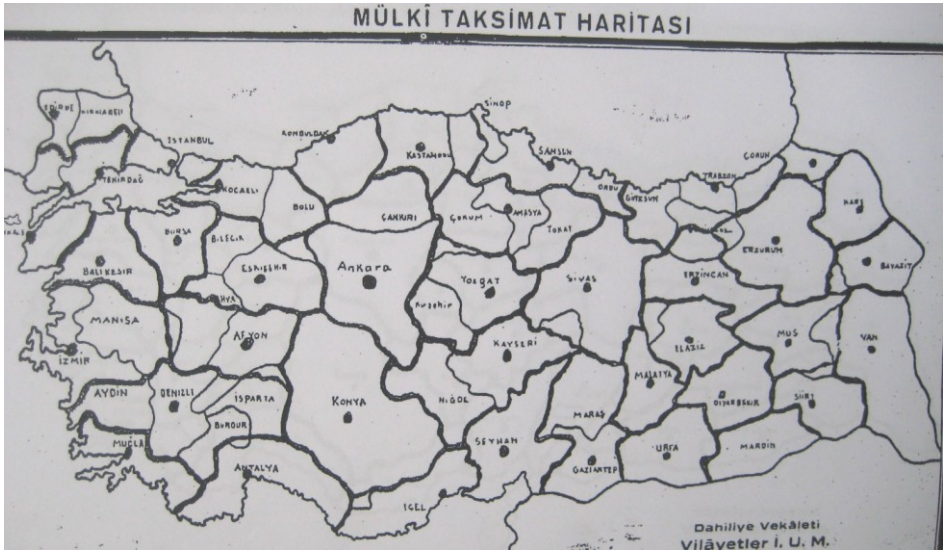 MÜLKÎ TAKSİMAT HARİTASI
SİNOP
EDİRNE
KIRKLARELİ
İSTANBUL
ZONGULDAK
KASTAMONU
SAMSUN
ÇORUH
TEKİRDAĞ
KOCAELİ
ORDU
GİRESUN
TRABZON
BOLU
ÇANKIRI
ÇORUM
AMASYA
TOKAT
KARS
BURSA
BİLECİK
ERZURUM
BALIKESİR
ESKİŞEHİR
Ankara
YOZGAT
SİVAS
ERZİNCAN
BAYAZIT
KIRŞEHİR
MANİSA
AFYON
KAYSERİ
ELAZIZ
MUŞ
VAN
İZMİR
AYDIN
DENİZLİ
ISPARTA
KONYA
NİĞDE
MALATYA
MARAŞ
DİYARBEKİR
SİİRT
BURDUR
MUĞLA
SEYHAN
URFA
MARDİN
ANTALYA
GAZİANTEP
İÇEL
Dahiliye Vekâleti
Vilâyetler İ. U. M.